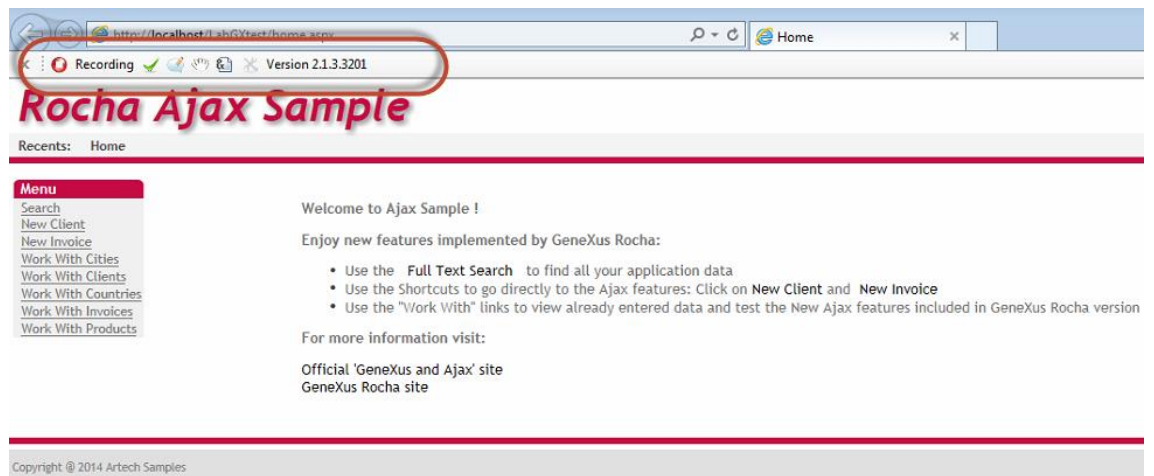 http://localhost/LabGXtest/home.aspx
Home
Recording Version 2.1.3.3201
Rocha Ajax Sample
Recents: Home
Menu
Search
New Client
New Invoice
Work With Cities
Work With Clients
Work With Countries
Work With Invoices
Work With Products
Welcome to Ajax Sample !
Enjoy new features implemented by GeneXus Rocha:
• Use the Full Text Search to find all your application data
• Use the Shortcuts to go directly to the Ajax features: Click on New Client and New Invoice
• Use the "Work With" links to view already entered data and test the New Ajax features included in GeneXus Rocha version
For more information visit:
Official 'GeneXus and Ajax' site
GeneXus Rocha site
Copyright @ 2014 Artech Samples